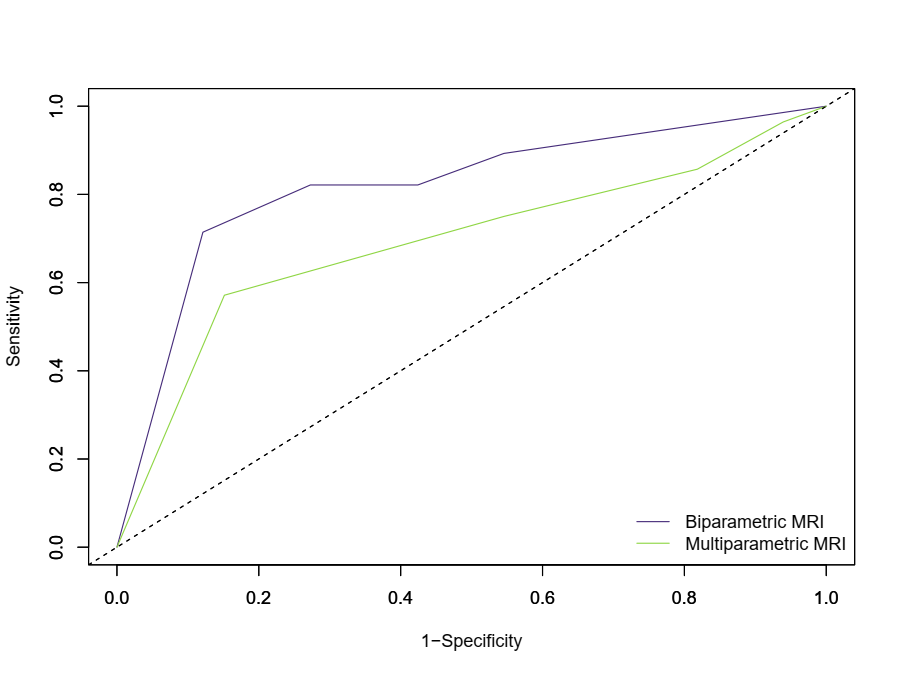 1.0
0.8
0.6
0.4
0.2
0.0
Sensitivity
Biparametric MRI
Multiparametric MRI
0.0 0.2 0.4 0.6 0.8 1.0
1−Specificity